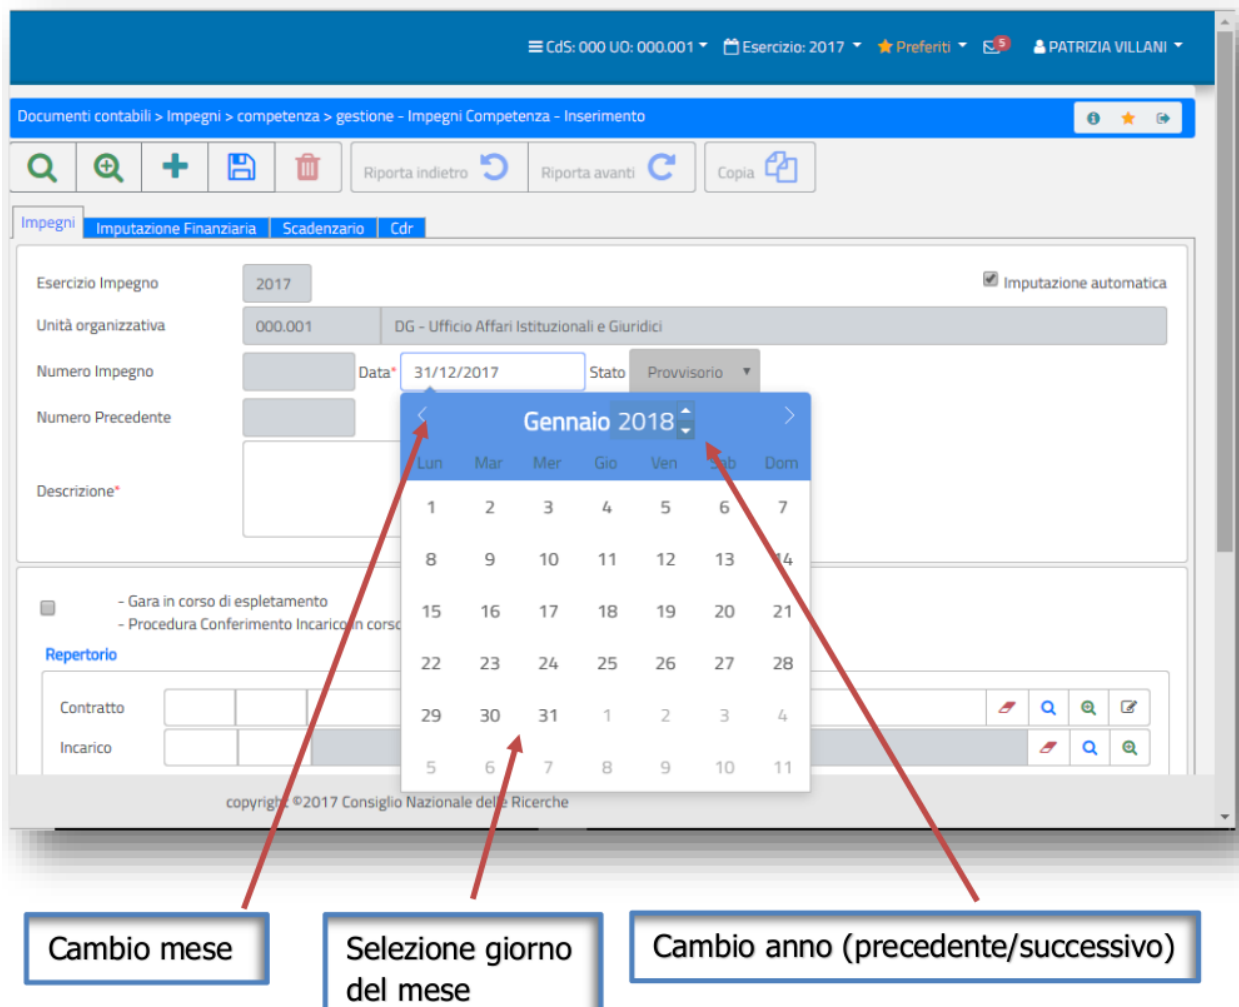 CdS: 000 UO: 000.001 Esercizio: 2017 Preferiti 5 PATRIZIA VILLANI
Documenti contabili > Impegni > competenza > gestione - Impegni Competenza - Inserimento
Riporta indietro Riporta avanti Copia
Impegni Imputazione Finanziaria Scadenzario Cdr
Esercizio Impegno 2017 Imputazione automatica
Unità organizzativa 000.001 DG - Ufficio Affari Istituzionali e Giuridici
Numero Impegno Data* 31/12/2017 Stato Provvisorio
Numero Precedente
Gennaio 2018
Lun Mar Mer Gio Ven Sab Dom
Descrizione*
1 2 3 4 5 6 7
8 9 10 11 12 13 14
15 16 17 18 19 20 21
22 23 24 25 26 27 28
29 30 31 1 2 3 4
5 6 7 8 9 10 11
- Gara in corso di espletamento
- Procedura Conferimento Incarico in corso
Repertorio
Contratto
Incarico
copyright ©2017 Consiglio Nazionale delle Ricerche
Cambio mese
Selezione giorno
del mese
Cambio anno (precedente/successivo)